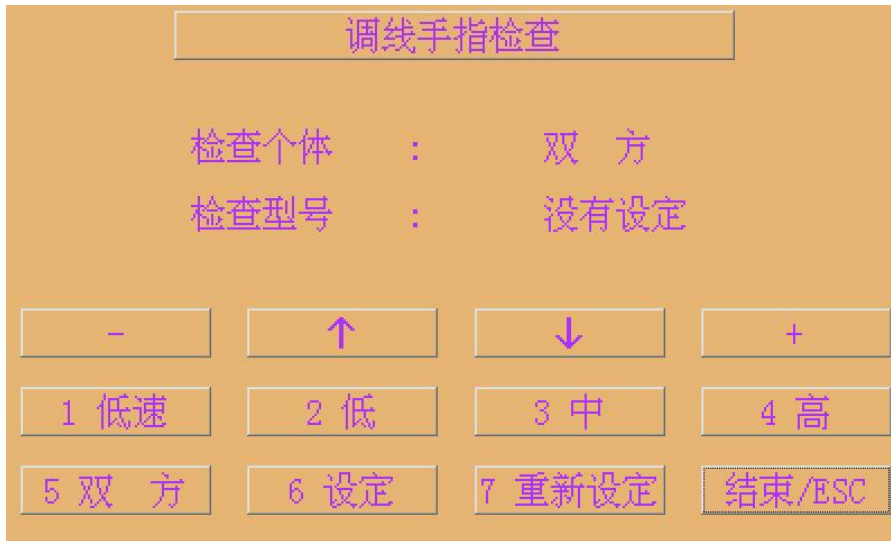 调线手指检查
检查个体 : 双 方
检查型号 : 没有设定
- ↑ ↓ +
1 低速 2 低 3 中 4 高
5 双 方 6 设定 7 重新设定 结束/ESC